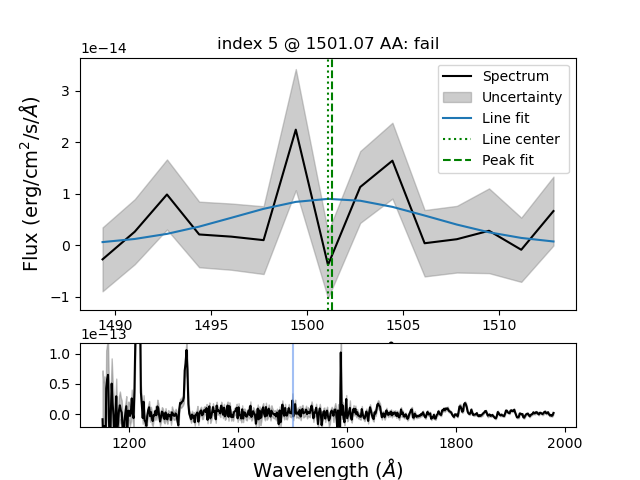 index 5 @ 1501.07 AA: fail
1e−14
Flux (erg/cm²/s/Å)
3
2
1
0
−1
Spectrum
Uncertainty
Line fit
Line center
Peak fit
1490
1495
1500
1505
1510
1e−13
1.0
0.5
0.0
1200
1400
1600
1800
2000
Wavelength (Å)